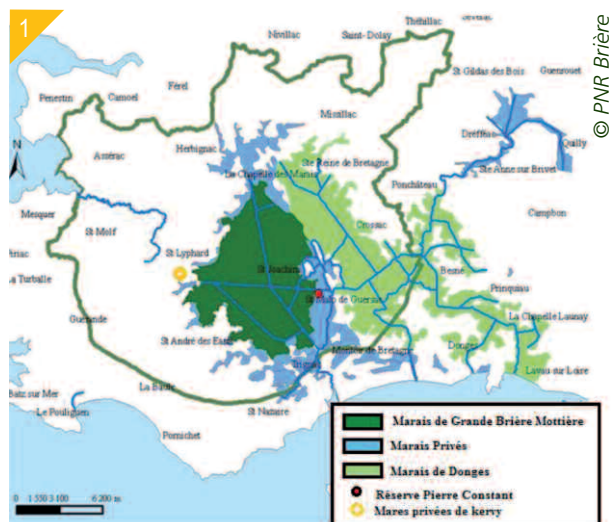 1
© PNR Brière
Théhillac
Nivillac
Saint-Dolay
St Gildas des Bois
Guenrouet
Férel
Camoel
Penestin
Missillac
Drefféac
Quilly
N
Assérac
Herbignac
Ste Reine de Bretagne
Ste Anne sur Brivet
La Chapelle des Marais
Pontchâteau
Mesquer
Crossac
Campbon
St Molf
St Lyphard
St Joachim
Besné
La Turballe
St Malo de Guersac
Prinquiau
Guérande
La Chapelle Launay
St André des Eaux
Montoir de Bretagne
Donges
Trignac
Lavau sur Loire
Batz sur Mer
La Baule
Le Pouliguen
St Nazaire
Pornichet
Marais de Grande Brière Mottière
Marais Privés
Marais de Donges
Réserve Pierre Constant
Mares privées de kervy
0 1 550 3 100 6 200 m